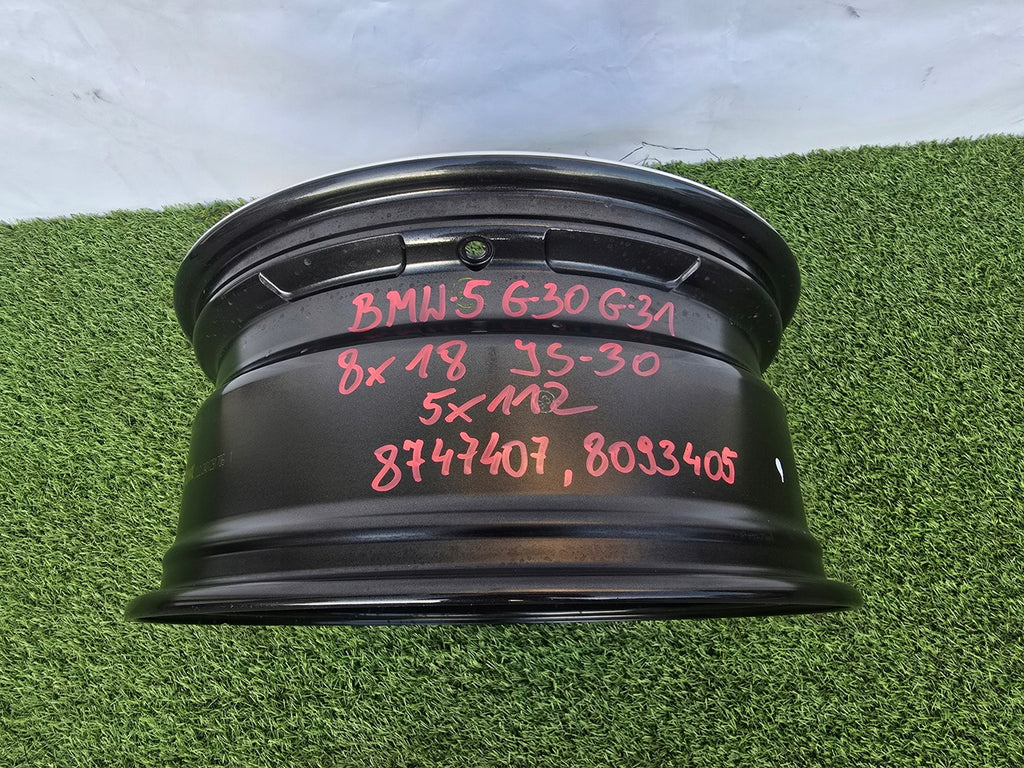 BMW-5 G-30 G-31
8x18 JS-30
5x112
8747407, 8093405